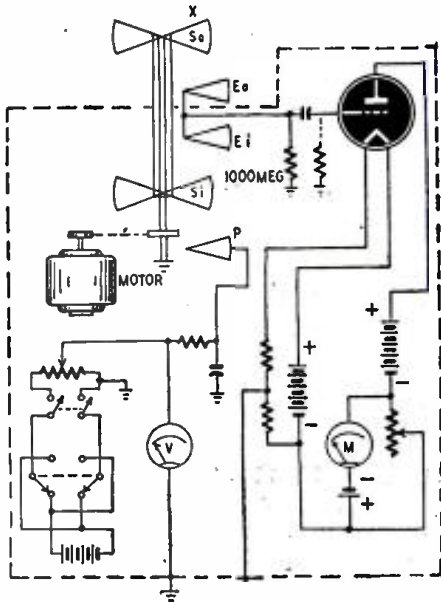 X
So
Eo
Ei
1000MEG
Si
P
MOTOR
+
+
-
-
V
M
-
+